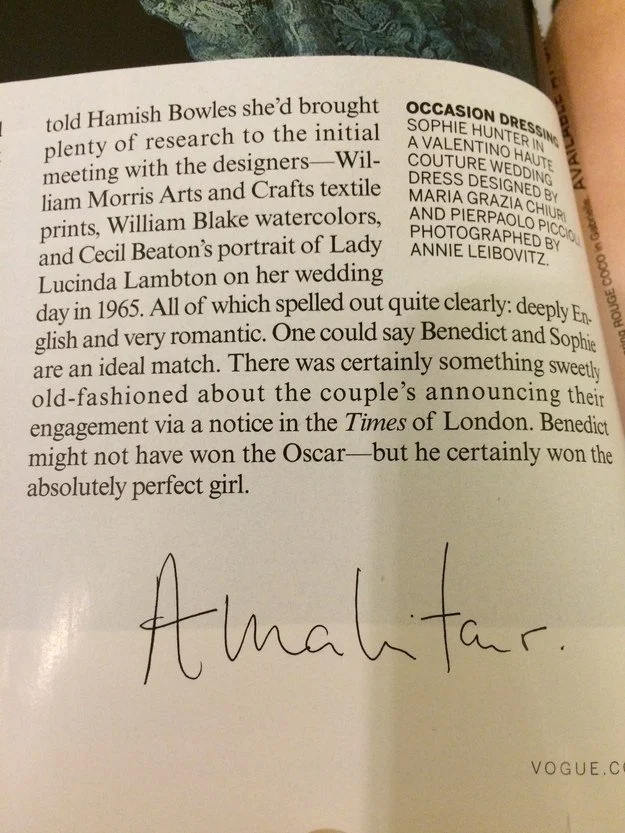 told Hamish Bowles she'd brought
plenty of research to the initial
meeting with the designers—Wil-
liam Morris Arts and Crafts textile
prints, William Blake watercolors,
and Cecil Beaton's portrait of Lady
Lucinda Lambton on her wedding
day in 1965. All of which spelled out quite clearly: deeply En-
glish and very romantic. One could say Benedict and Sophie
are an ideal match. There was certainly something sweetly
old-fashioned about the couple's announcing their
engagement via a notice in the Times of London. Benedict
might not have won the Oscar—but he certainly won the
absolutely perfect girl.
OCCASION DRESSING
SOPHIE HUNTER IN
A VALENTINO HAUTE
COUTURE WEDDING
DRESS DESIGNED BY
MARIA GRAZIA CHIURI
AND PIERPAOLO PICCIOLI
PHOTOGRAPHED BY
ANNIE LEIBOVITZ.
VOGUE.C
AVAILABLE
ROUGE COCO in Gabrielle.